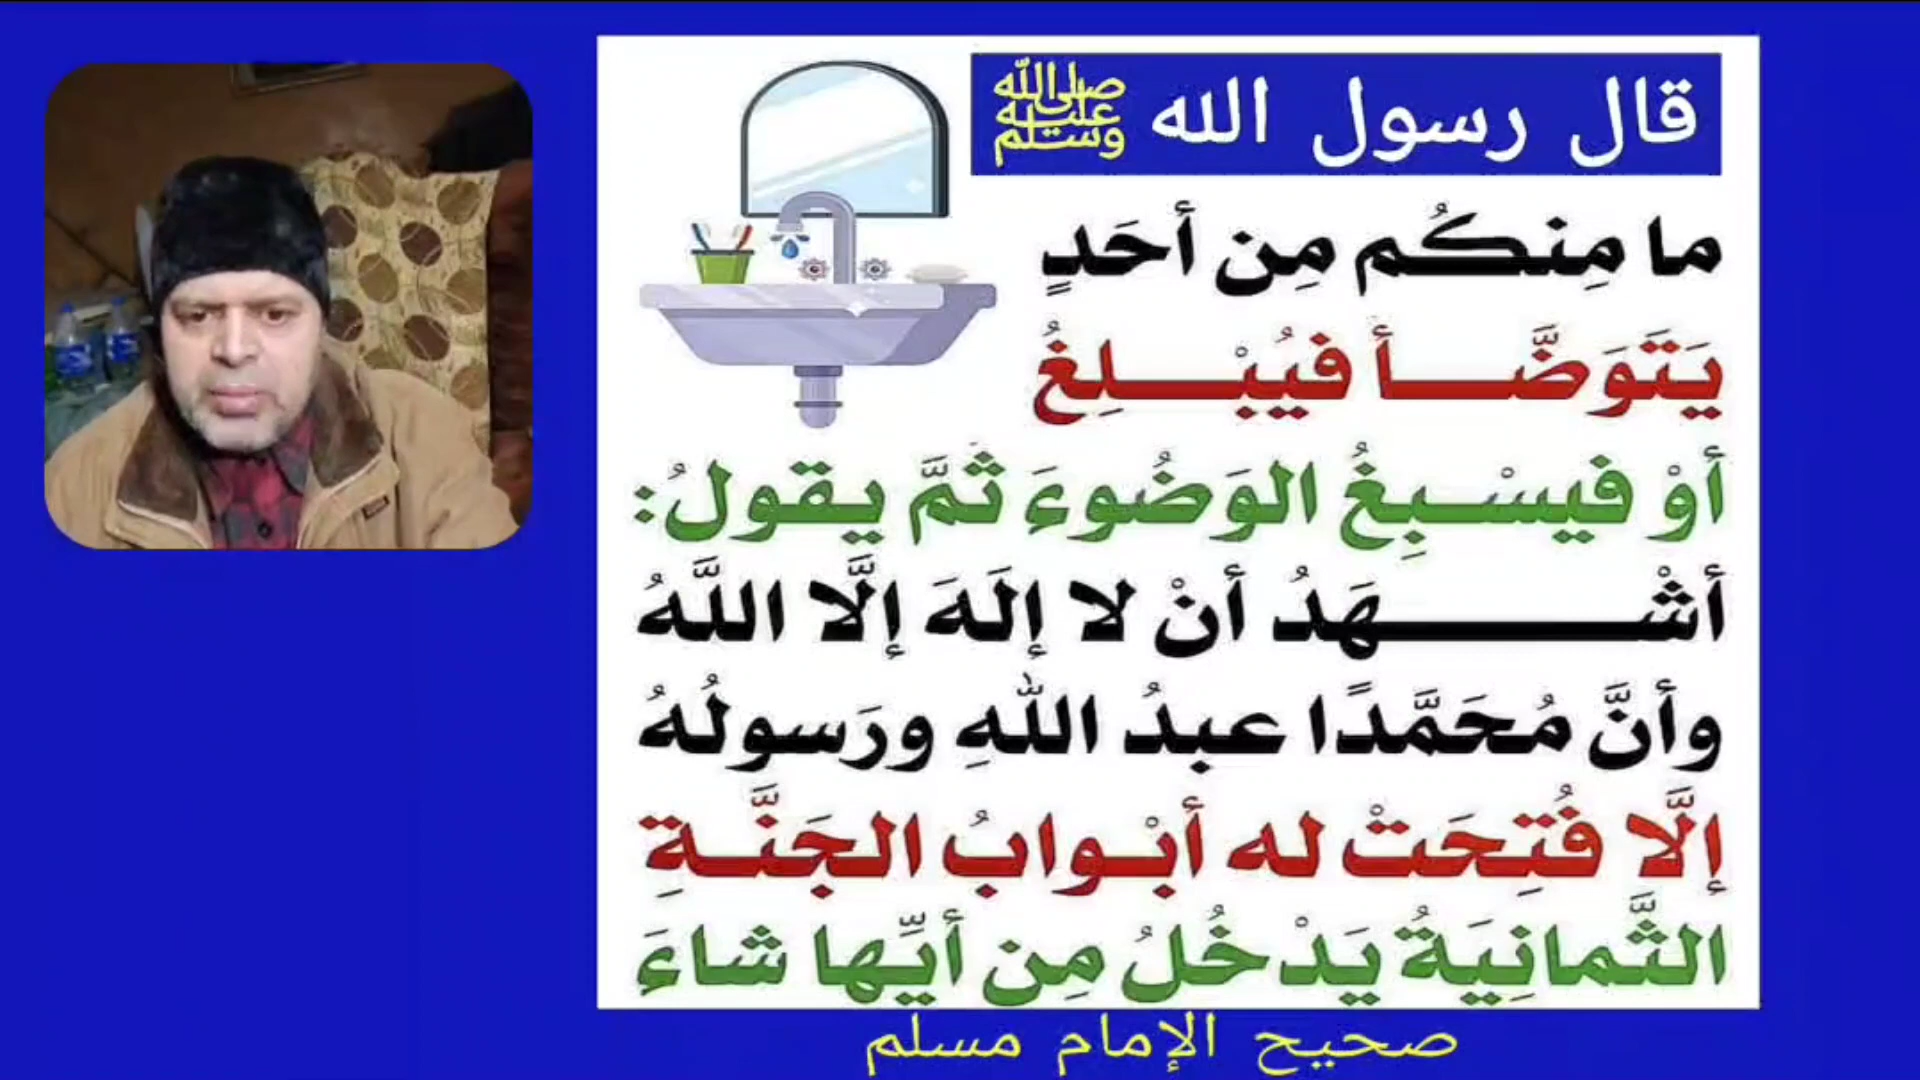 قال رسول الله صلى الله عليه وسلم
ما مِنكُم مِن أحَدٍ
يَتَوَضَّأ فيُبْلِغُ
أوْ فيسْبِغُ الوَضُوءَ ثَمَّ يقولُ:
أشْهَدُ أنْ لا إلَهَ إلَّا اللَّهُ
وأنَّ مُحَمَّدًا عبدُ اللهِ ورَسولُهُ
إلَّا فُتِحَتْ له أبْوابُ الجَنَّةِ
الثَّمانِيَةُ يَدْخُلُ مِن أيِّها شاءَ
صحيح الإمام مسلم